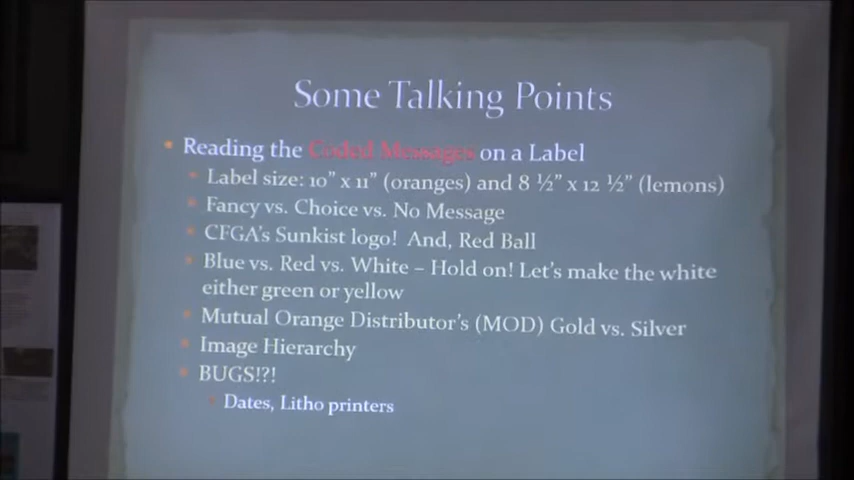 Some Talking Points
Reading the Coded Messages on a Label
Label size: 10” x 11” (oranges) and 8 ½” x 12 ½” (lemons)
Fancy vs. Choice vs. No Message
CFGA’s Sunkist logo!  And, Red Ball
Blue vs. Red vs. White – Hold on! Let’s make the white
either green or yellow
Mutual Orange Distributor’s (MOD) Gold vs. Silver
Image Hierarchy
BUGS!?!
Dates, Litho printers